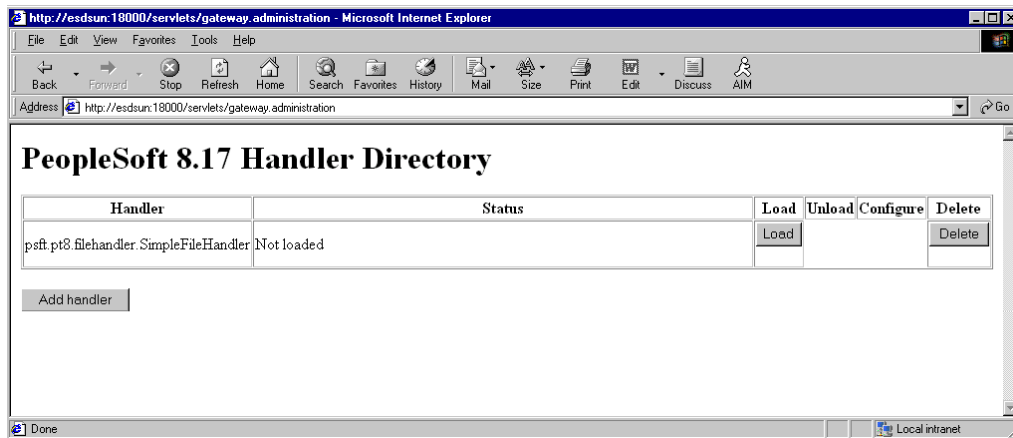 http://esdsun:18000/servlets/gateway.administration - Microsoft Internet Explorer
File Edit View Favorites Tools Help
Back Forward Stop Refresh Home Search Favorites History Mail Size Print Edit Discuss AIM
Address http://esdsun:18000/servlets/gateway.administration Go
PeopleSoft 8.17 Handler Directory
Handler Status Load Unload Configure Delete
psft.pt8.filehandler.SimpleFileHandler Not loaded Load Delete
Add handler
Done Local intranet